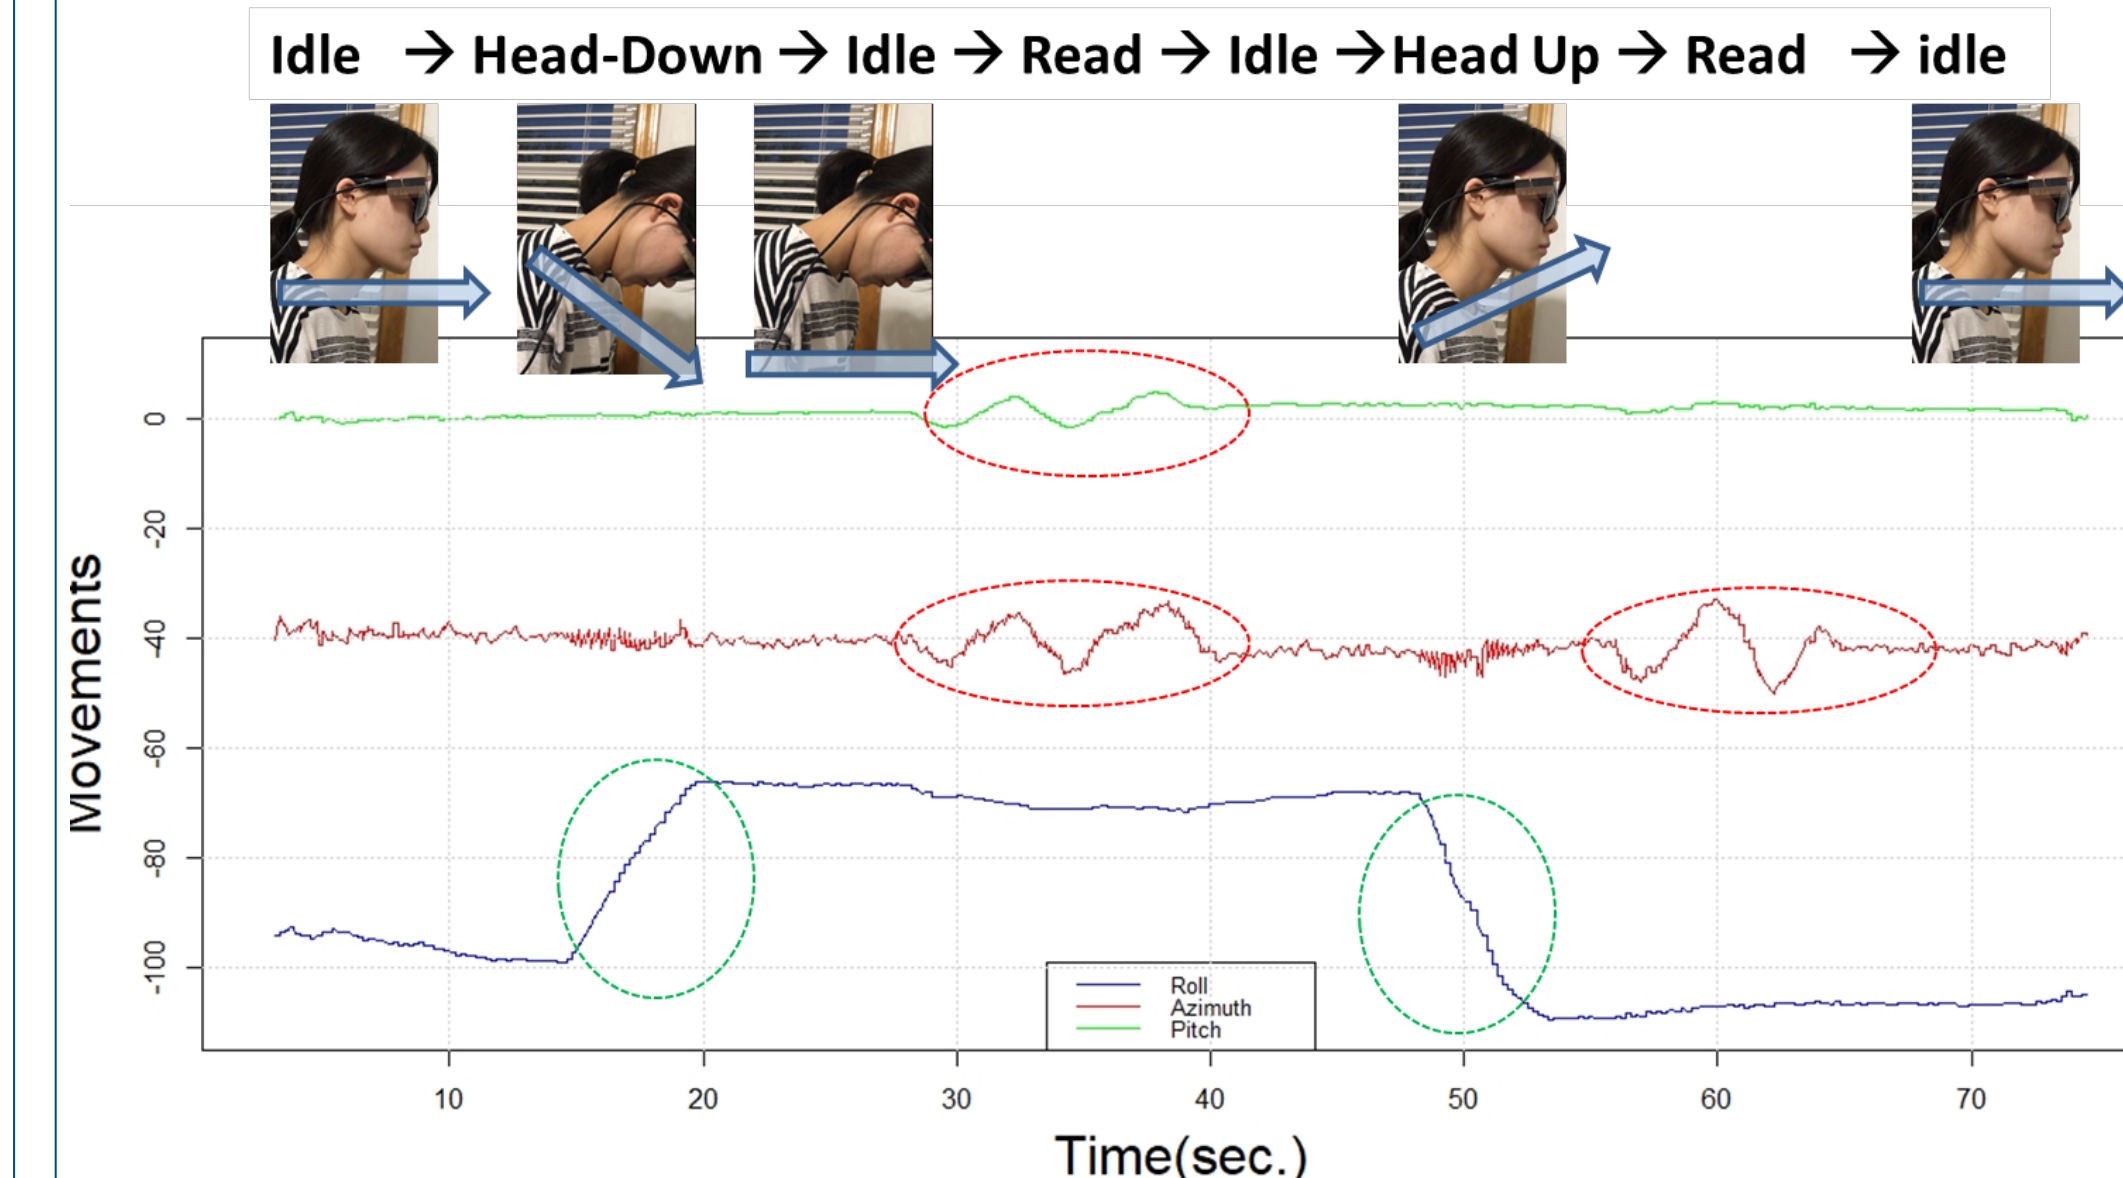 Idle → Head-Down → Idle → Read → Idle → Head Up → Read → idle
0
-20
-40
-60
-80
-100
Movements
Roll
Azimuth
Pitch
10 20 30 40 50 60 70
Time(sec.)